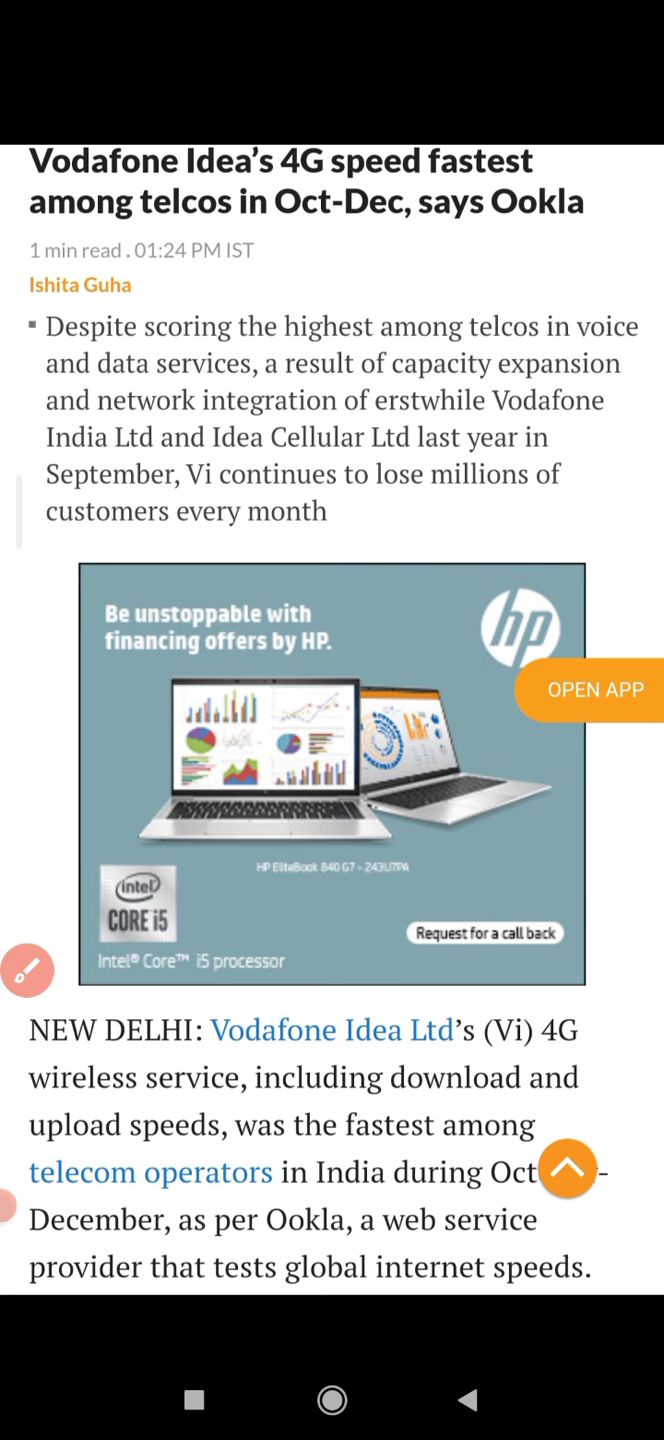 Vodafone Idea’s 4G speed fastest
among telcos in Oct-Dec, says Ookla
1 min read . 01:24 PM IST
Ishita Guha
▪ Despite scoring the highest among telcos in voice
and data services, a result of capacity expansion
and network integration of erstwhile Vodafone
India Ltd and Idea Cellular Ltd last year in
September, Vi continues to lose millions of
customers every month
Be unstoppable with
financing offers by HP.
hp
OPEN APP
HP EliteBook 840 G7 - 243U7PA
intel
CORE i5
Request for a call back
Intel® Core™ i5 processor
NEW DELHI: Vodafone Idea Ltd’s (Vi) 4G
wireless service, including download and
upload speeds, was the fastest among
telecom operators in India during Oct -
December, as per Ookla, a web service
provider that tests global internet speeds.